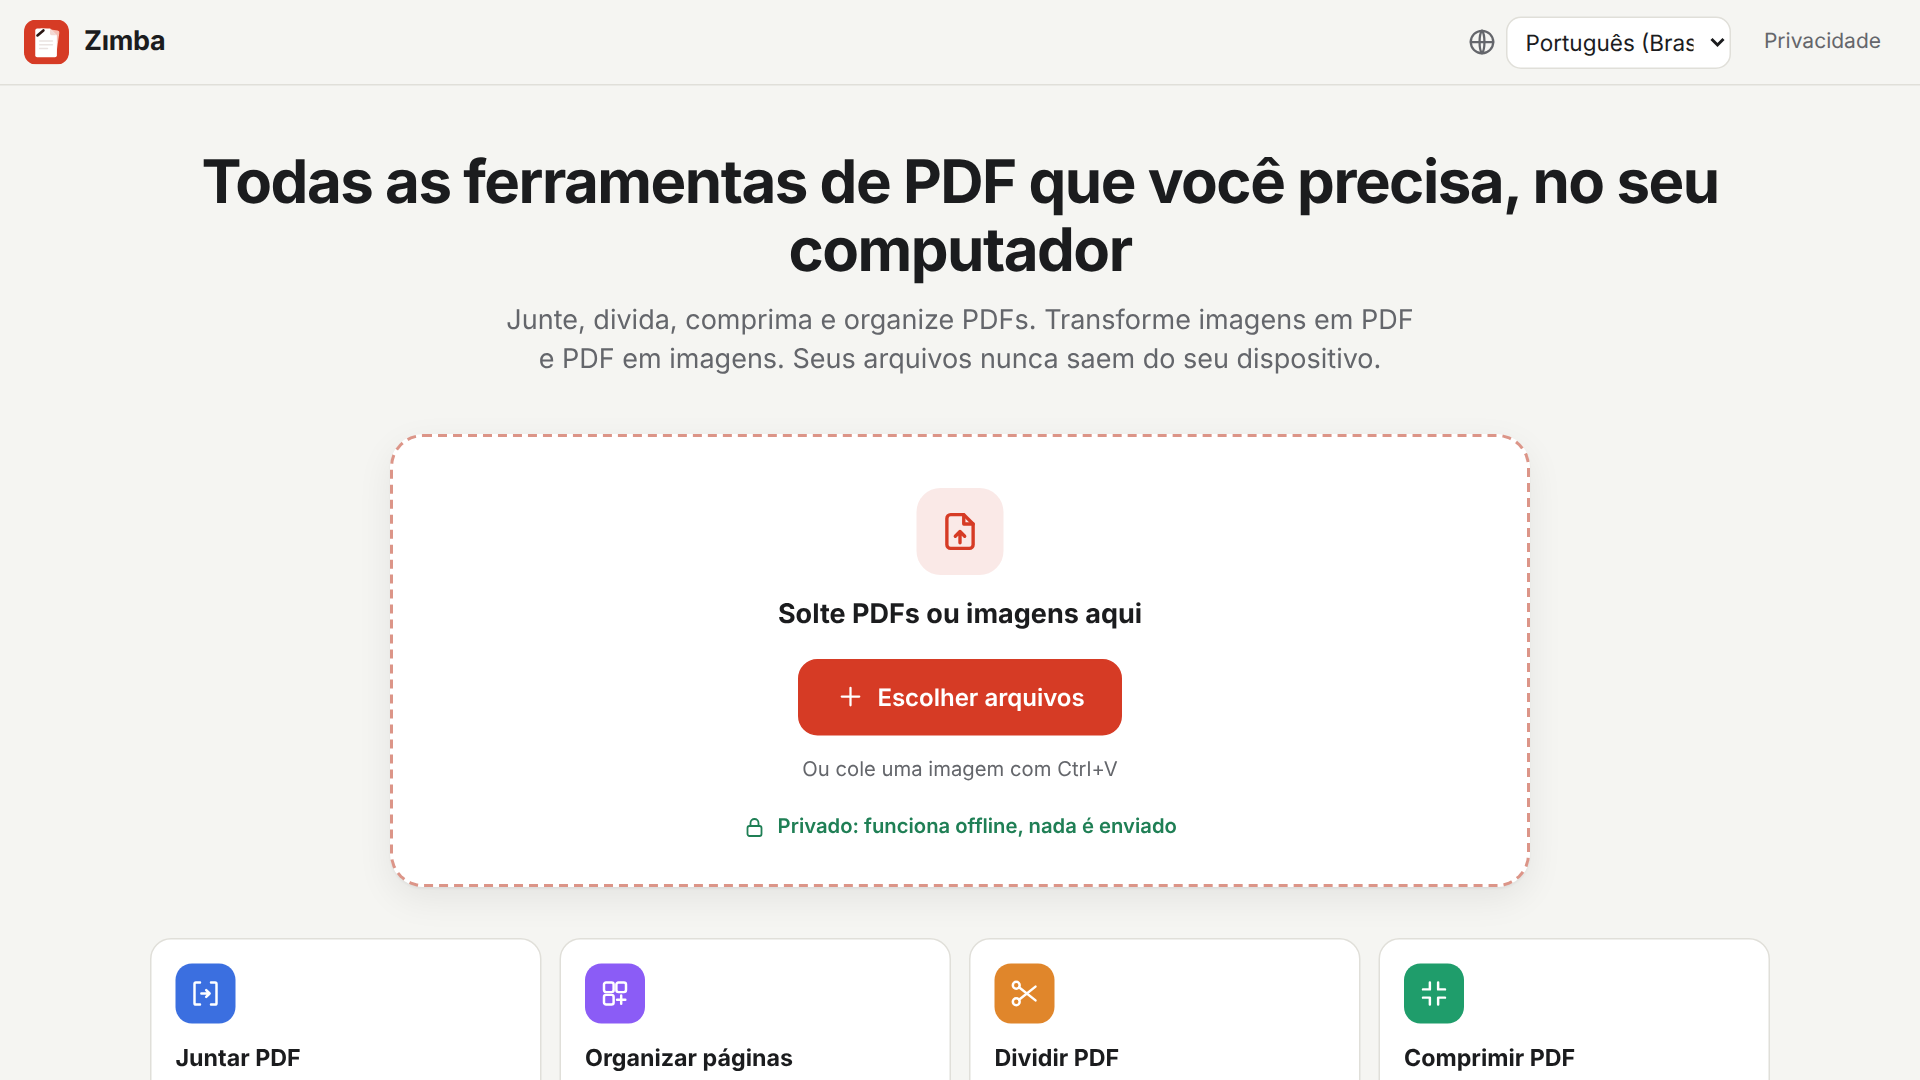 Zımba
Português (Bras
Privacidade
Todas as ferramentas de PDF que você precisa, no seu
computador
Junte, divida, comprima e organize PDFs. Transforme imagens em PDF
e PDF em imagens. Seus arquivos nunca saem do seu dispositivo.
Solte PDFs ou imagens aqui
Escolher arquivos
Ou cole uma imagem com Ctrl+V
Privado: funciona offline, nada é enviado
Juntar PDF
Organizar páginas
Dividir PDF
Comprimir PDF